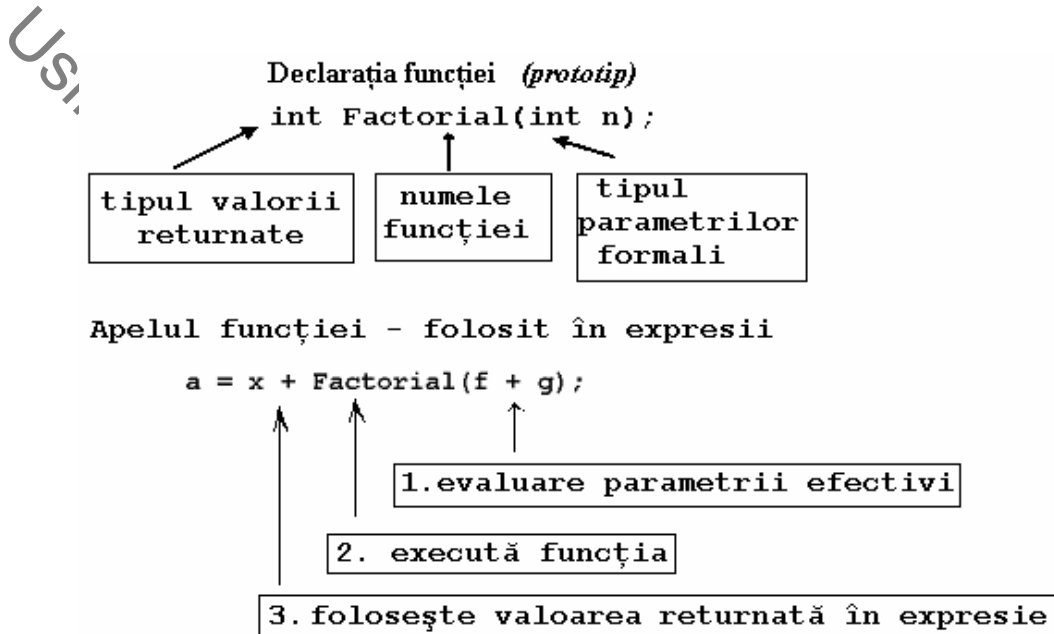 Declarația funcției (prototip)
int Factorial(int n);
tipul valorii
returnate
numele
funcției
tipul
parametrilor
formali
Apelul funcției - folosit în expresii
a = x + Factorial(f + g);
1.evaluare parametrii efectivi
2. execută funcția
3.foloseşte valoarea returnată în expresie